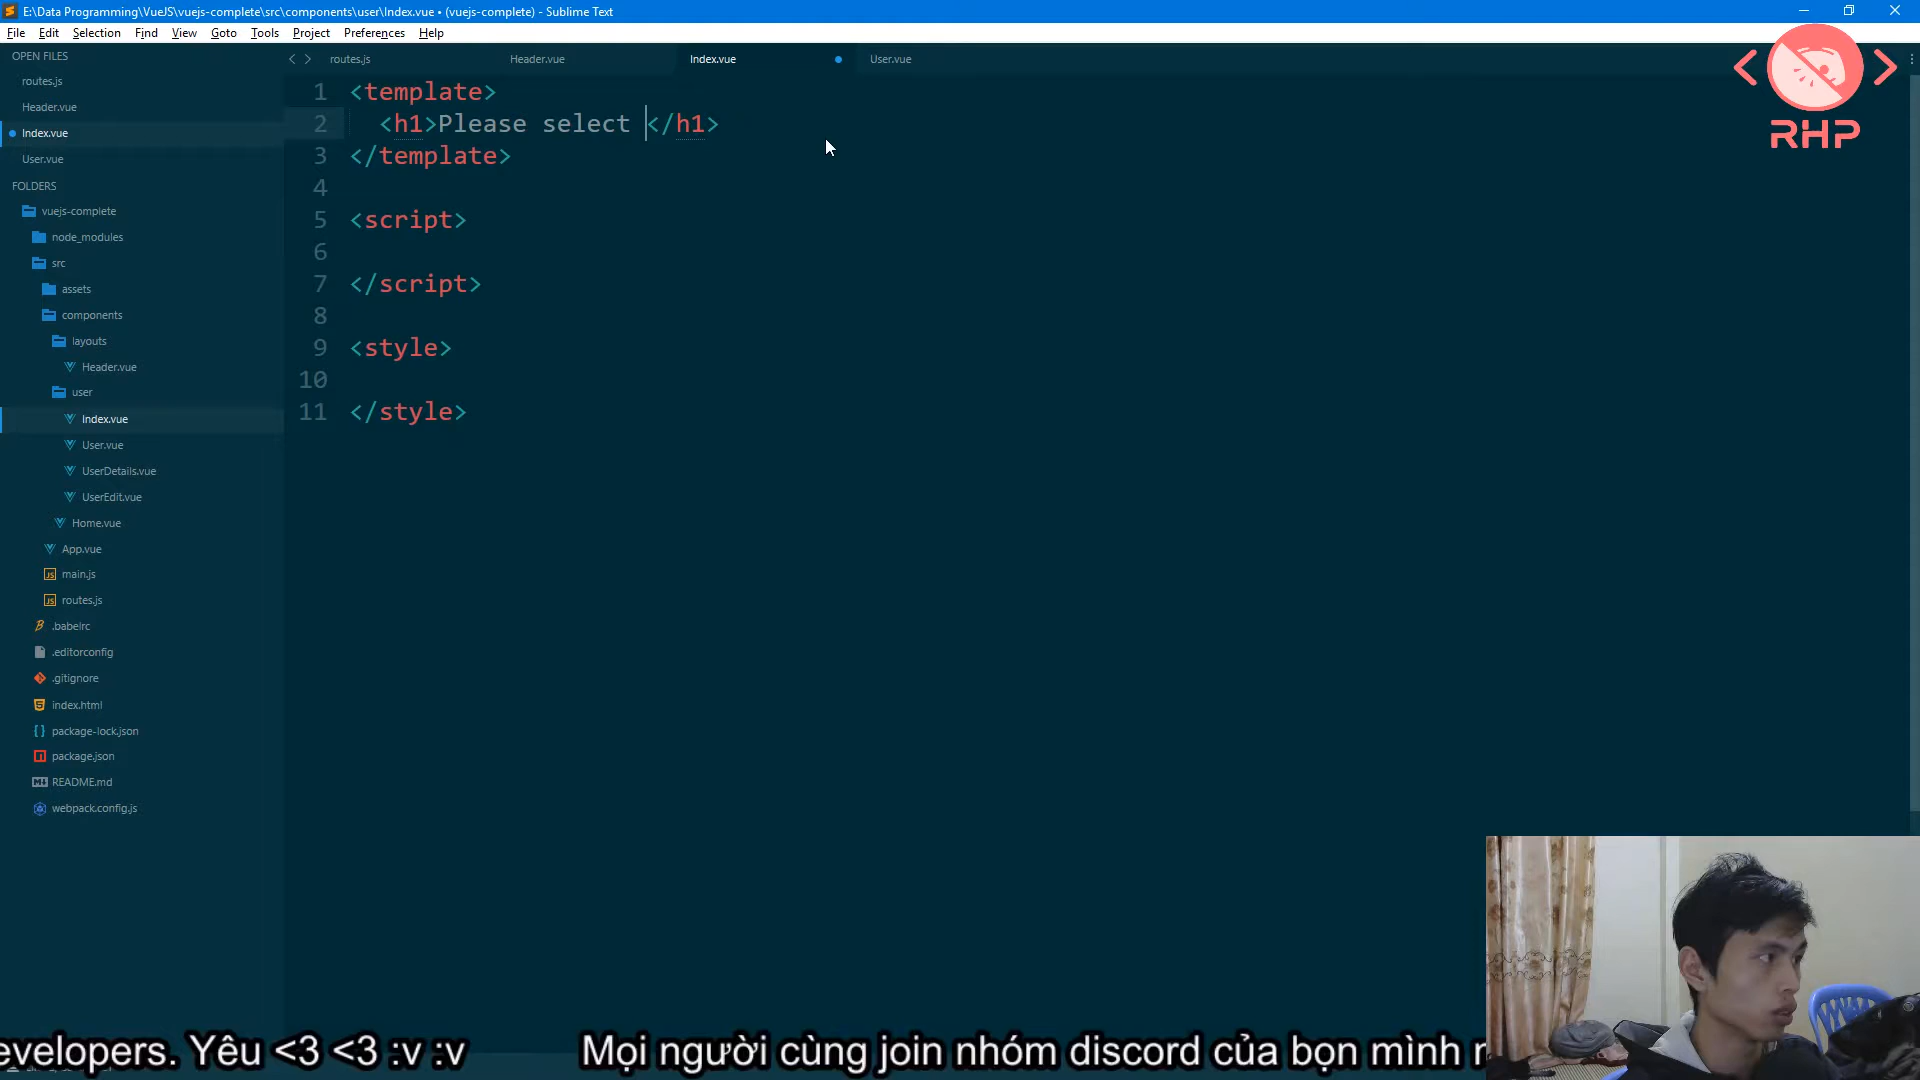 E:\Data Programming\VueJS\vuejs-complete\src\components\user\Index.vue • (vuejs-complete) - Sublime Text
File Edit Selection Find View Goto Tools Project Preferences Help
OPEN FILES
routes.js
Header.vue
Index.vue
User.vue
FOLDERS
vuejs-complete
node_modules
src
assets
components
layouts
Header.vue
user
Index.vue
User.vue
UserDetails.vue
UserEdit.vue
Home.vue
App.vue
main.js
routes.js
.babelrc
.editorconfig
.gitignore
index.html
package-lock.json
package.json
README.md
webpack.config.js
routes.js Header.vue Index.vue User.vue
1 <template>
2 <h1>Please select </h1>
3 </template>
4
5 <script>
6
7 </script>
8
9 <style>
10
11 </style>
RHP
evelopers. Yêu <3 <3 :v :v Mọi người cùng join nhóm discord của bọn mình